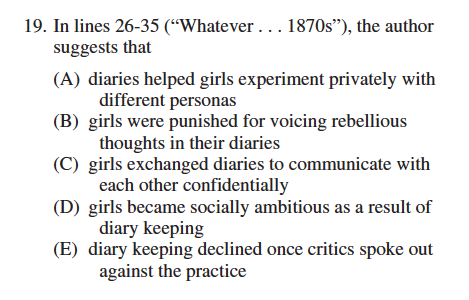 19. In lines 26-35 (“Whatever . . . 1870s”), the author
suggests that
(A) diaries helped girls experiment privately with
different personas
(B) girls were punished for voicing rebellious
thoughts in their diaries
(C) girls exchanged diaries to communicate with
each other confidentially
(D) girls became socially ambitious as a result of
diary keeping
(E) diary keeping declined once critics spoke out
against the practice